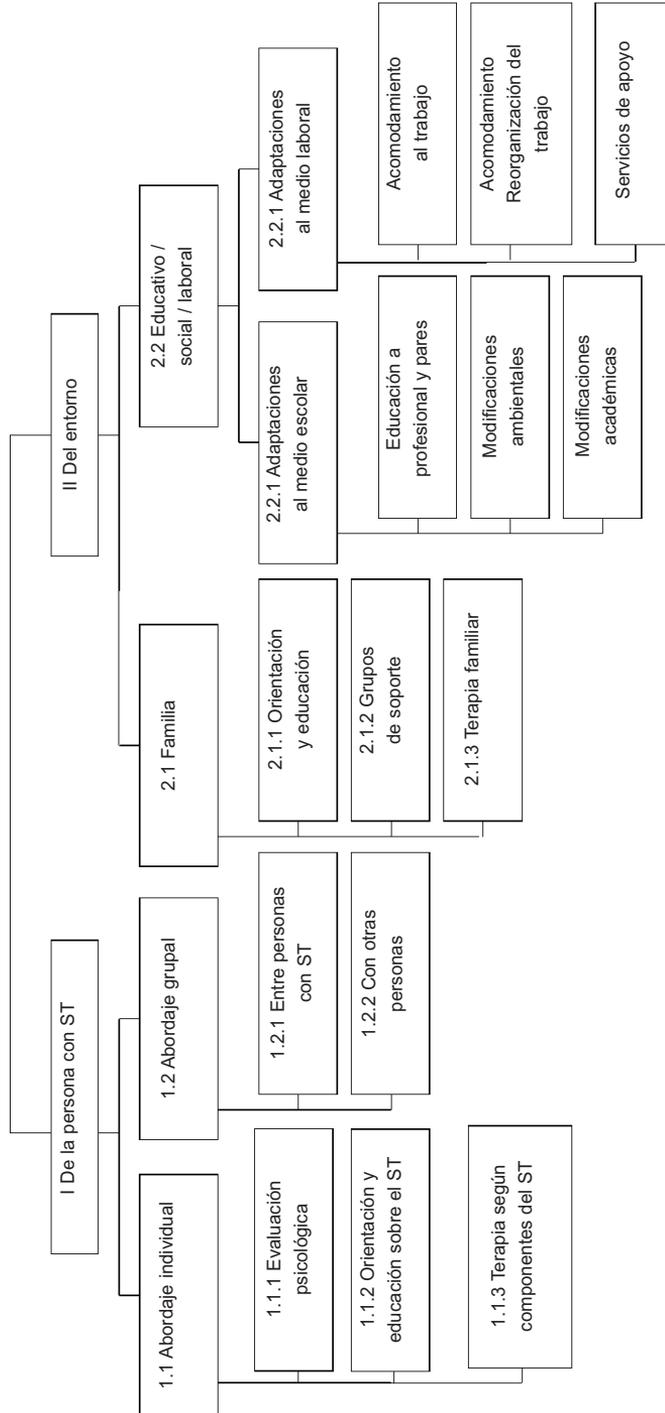 I De la persona con ST
II Del entorno
1.1 Abordaje individual
1.2 Abordaje grupal
2.1 Familia
2.2 Educativo /
social / laboral
1.1.1 Evaluación
psicológica
1.1.2 Orientación y
educación sobre el ST
1.1.3 Terapia según
componentes del ST
1.2.1 Entre personas
con ST
1.2.2 Con otras
personas
2.1.1 Orientación
y educación
2.1.2 Grupos
de soporte
2.1.3 Terapia familiar
2.2.1 Adaptaciones
al medio escolar
Educación a
profesional y pares
Modificaciones
ambientales
Modificaciones
académicas
2.2.1 Adaptaciones
al medio laboral
Acomodamiento
al trabajo
Acomodamiento
Reorganización del
trabajo
Servicios de apoyo